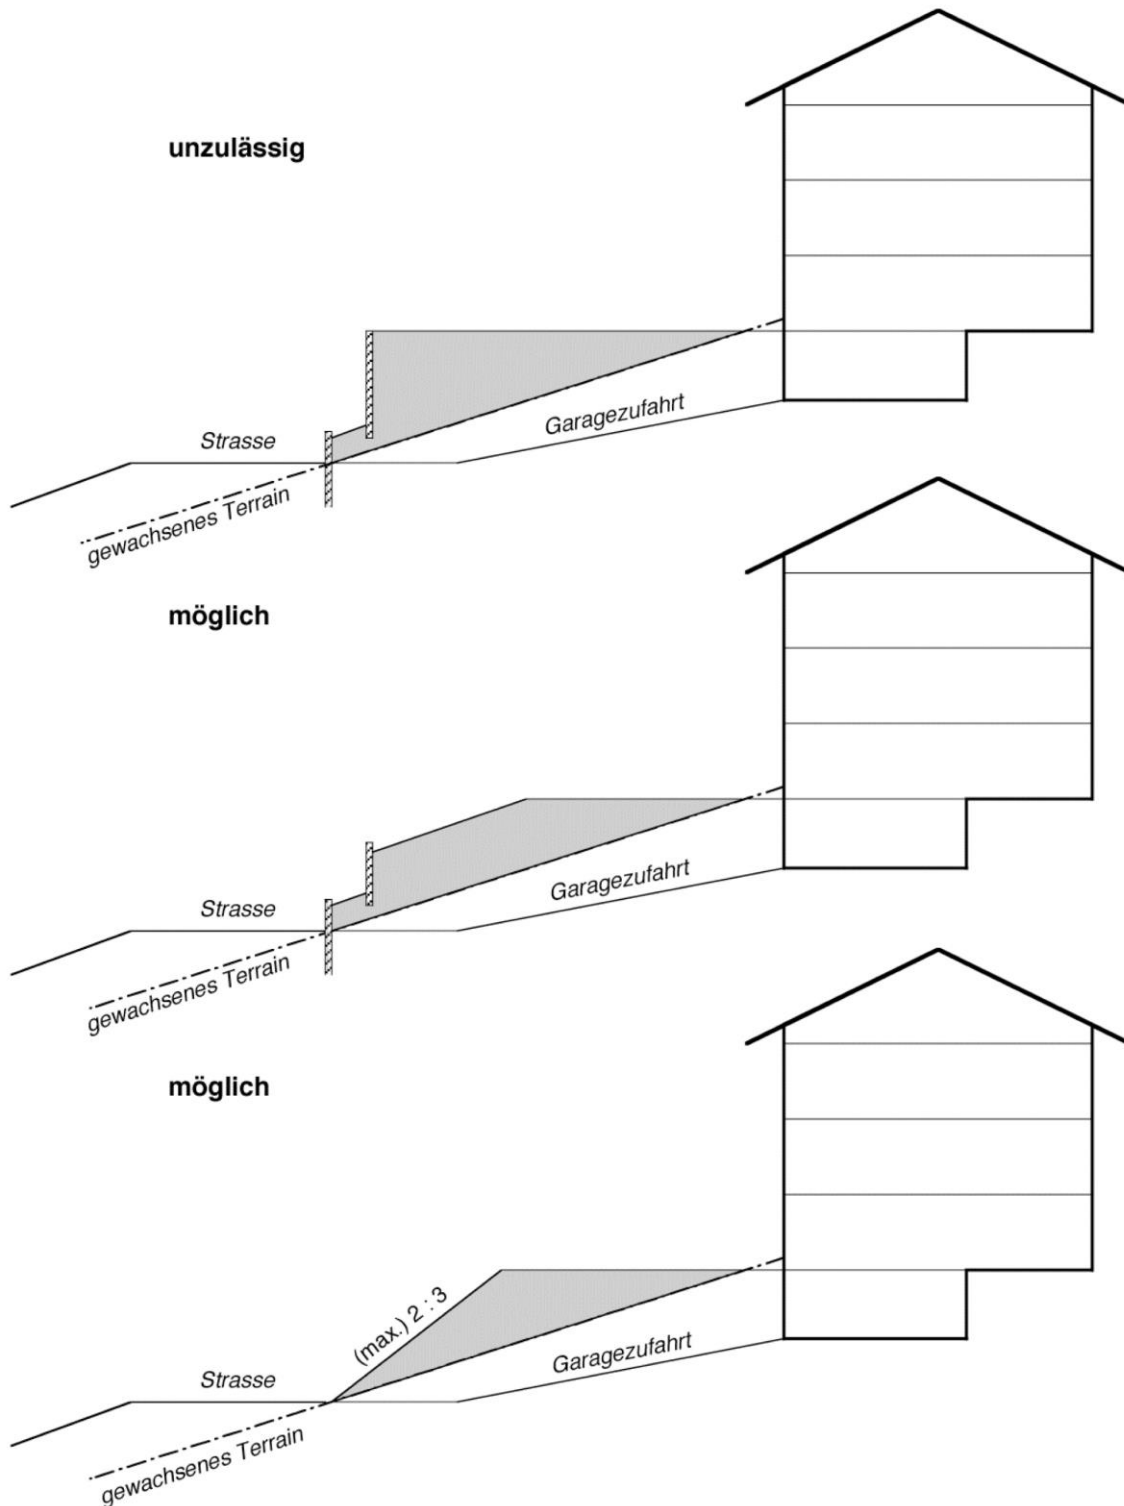 unzulässig
Garagezufahrt
Strasse
gewachsenes Terrain
möglich
Garagezufahrt
Strasse
gewachsenes Terrain
möglich
(max.) 2 : 3
Garagezufahrt
Strasse
gewachsenes Terrain